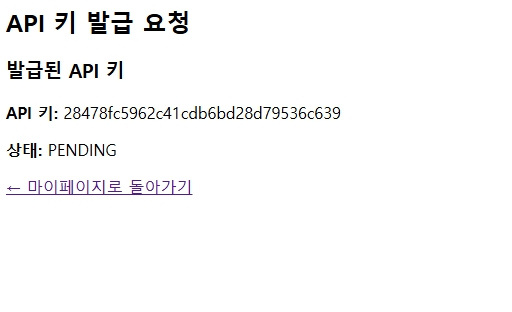 API 키 발급 요청
발급된 API 키
API 키: 28478fc5962c41cdb6bd28d79536c639
상태: PENDING
← 마이페이지로 돌아가기